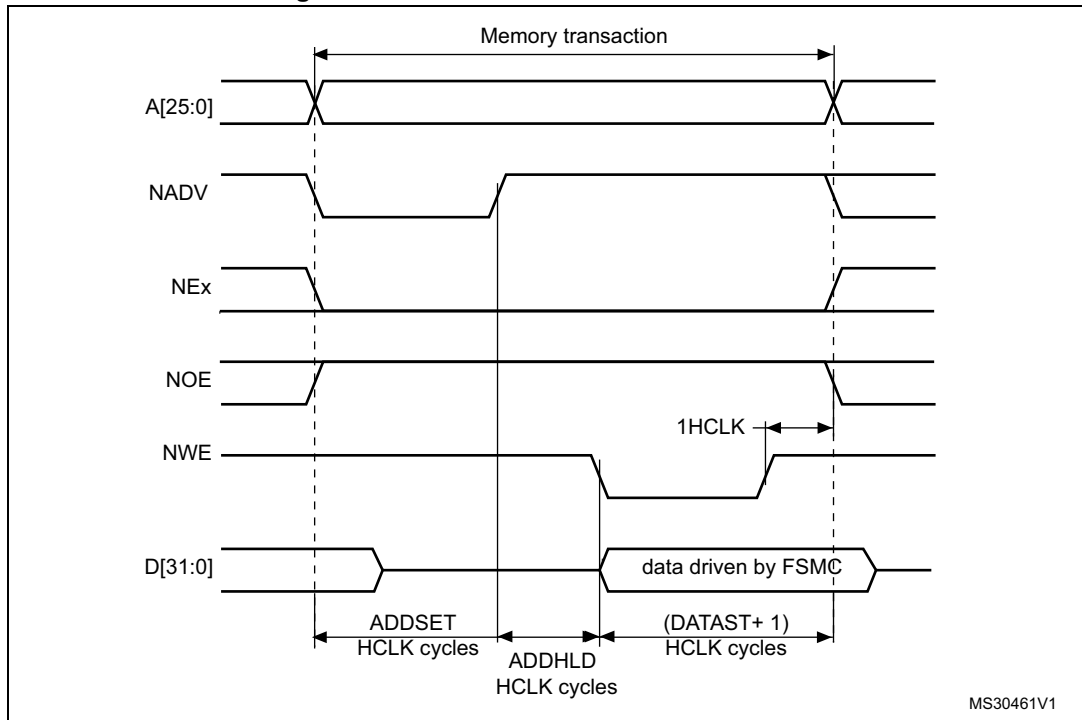 Memory transaction
A[25:0]
NADV
NEx
NOE
1HCLK
NWE
D[31:0]
data driven by FSMC
ADDSET
HCLK cycles
(DATAST+ 1)
HCLK cycles
ADDHLD
HCLK cycles
MS30461V1